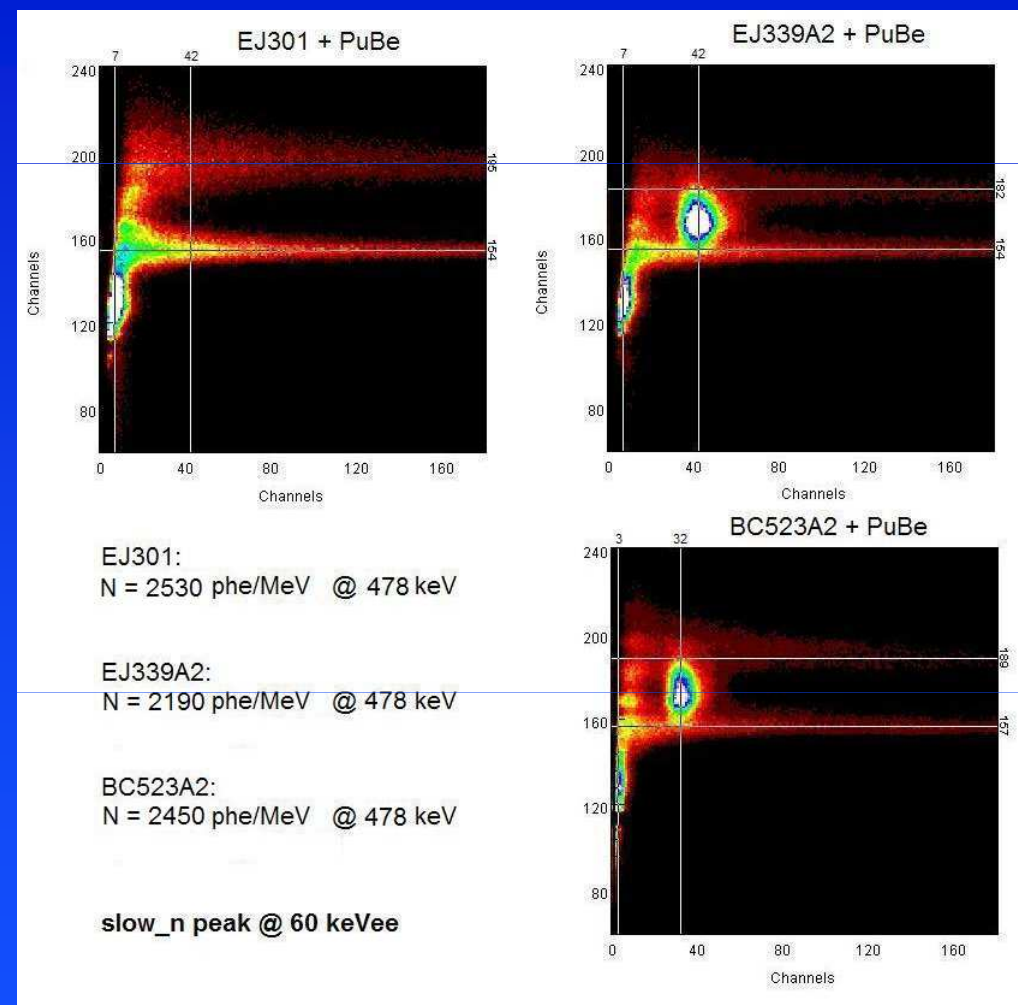 EJ301 + PuBe
7 42
240
200
160
120
80
0 40 80 120 160
Channels
Channels
195
154
EJ339A2 + PuBe
7 42
240
200
160
120
80
0 40 80 120 160
Channels
Channels
182
154
EJ301:
N = 2530 phe/MeV @ 478 keV
EJ339A2:
N = 2190 phe/MeV @ 478 keV
BC523A2:
N = 2450 phe/MeV @ 478 keV
slow_n peak @ 60 keVee
BC523A2 + PuBe
3 32
240
200
160
120
80
0 40 80 120 160
Channels
189
157